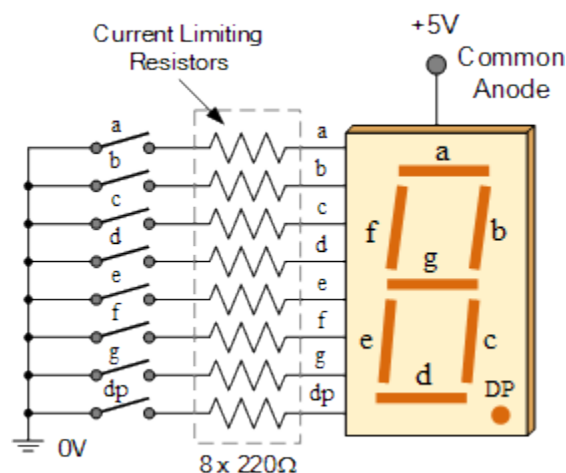 Current Limiting
Resistors
+5V
Common
Anode
a
b
c
d
e
f
g
dp
a
b
c
d
e
f
g
dp
a
f
b
g
e
c
d
DP
0V
8 x 220Ω